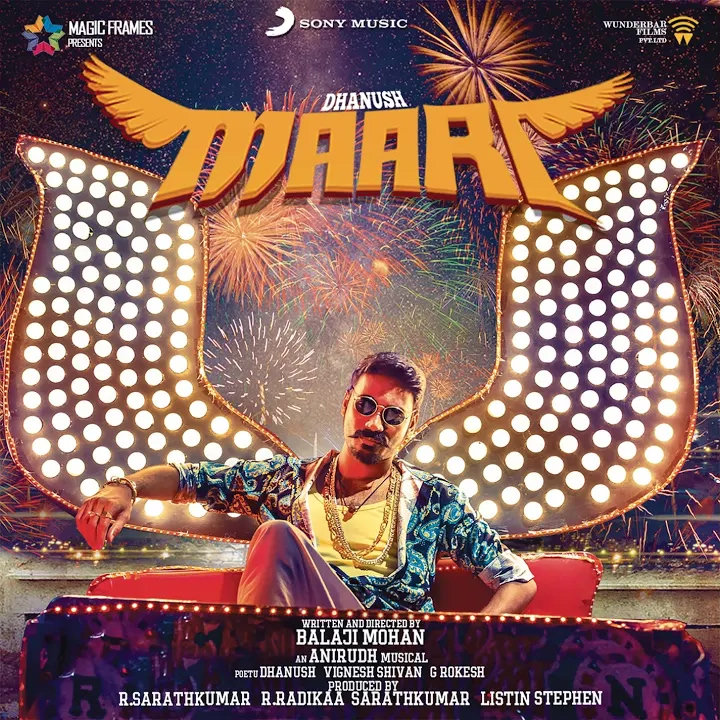 MAGIC FRAMES
PRESENTS
SONY MUSIC
WUNDERBAR
FILMS
PVT.LTD
DHANUSH
MAARI
WRITTEN AND DIRECTED BY
BALAJI MOHAN
AN ANIRUDH MUSICAL
POETU DHANUSH VIGNESH SHIVAN G ROKESH
PRODUCED BY
R.SARATHKUMAR R.RADIKAA SARATHKUMAR LISTIN STEPHEN
R
N